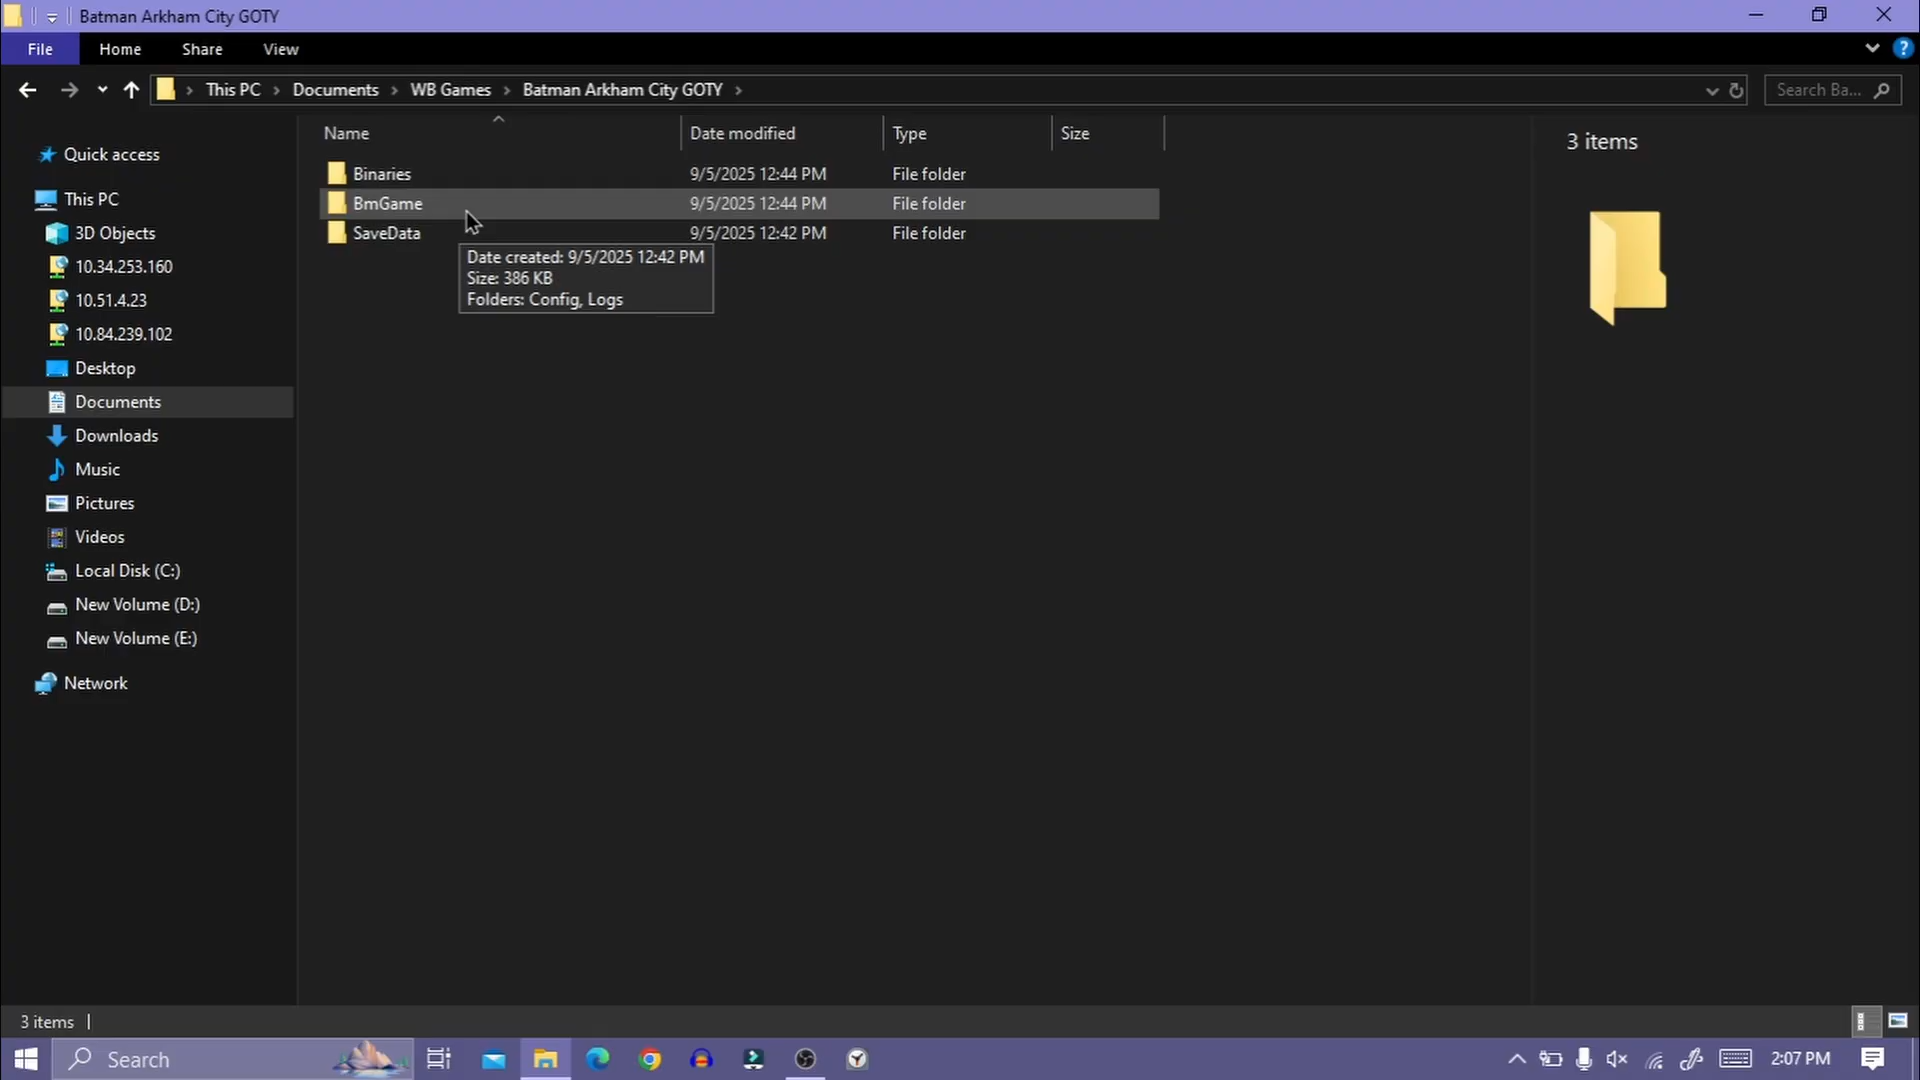 Batman Arkham City GOTY
File Home Share View
This PC Documents WB Games Batman Arkham City GOTY
Search Ba...
Name Date modified Type Size
Binaries 9/5/2025 12:44 PM File folder
BmGame 9/5/2025 12:44 PM File folder
SaveData 9/5/2025 12:42 PM File folder
Date created: 9/5/2025 12:42 PM
Size: 386 KB
Folders: Config, Logs
3 items
Quick access
This PC
3D Objects
10.34.253.160
10.51.4.23
10.84.239.102
Desktop
Documents
Downloads
Music
Pictures
Videos
Local Disk (C:)
New Volume (D:)
New Volume (E:)
Network
3 items
Search
2:07 PM